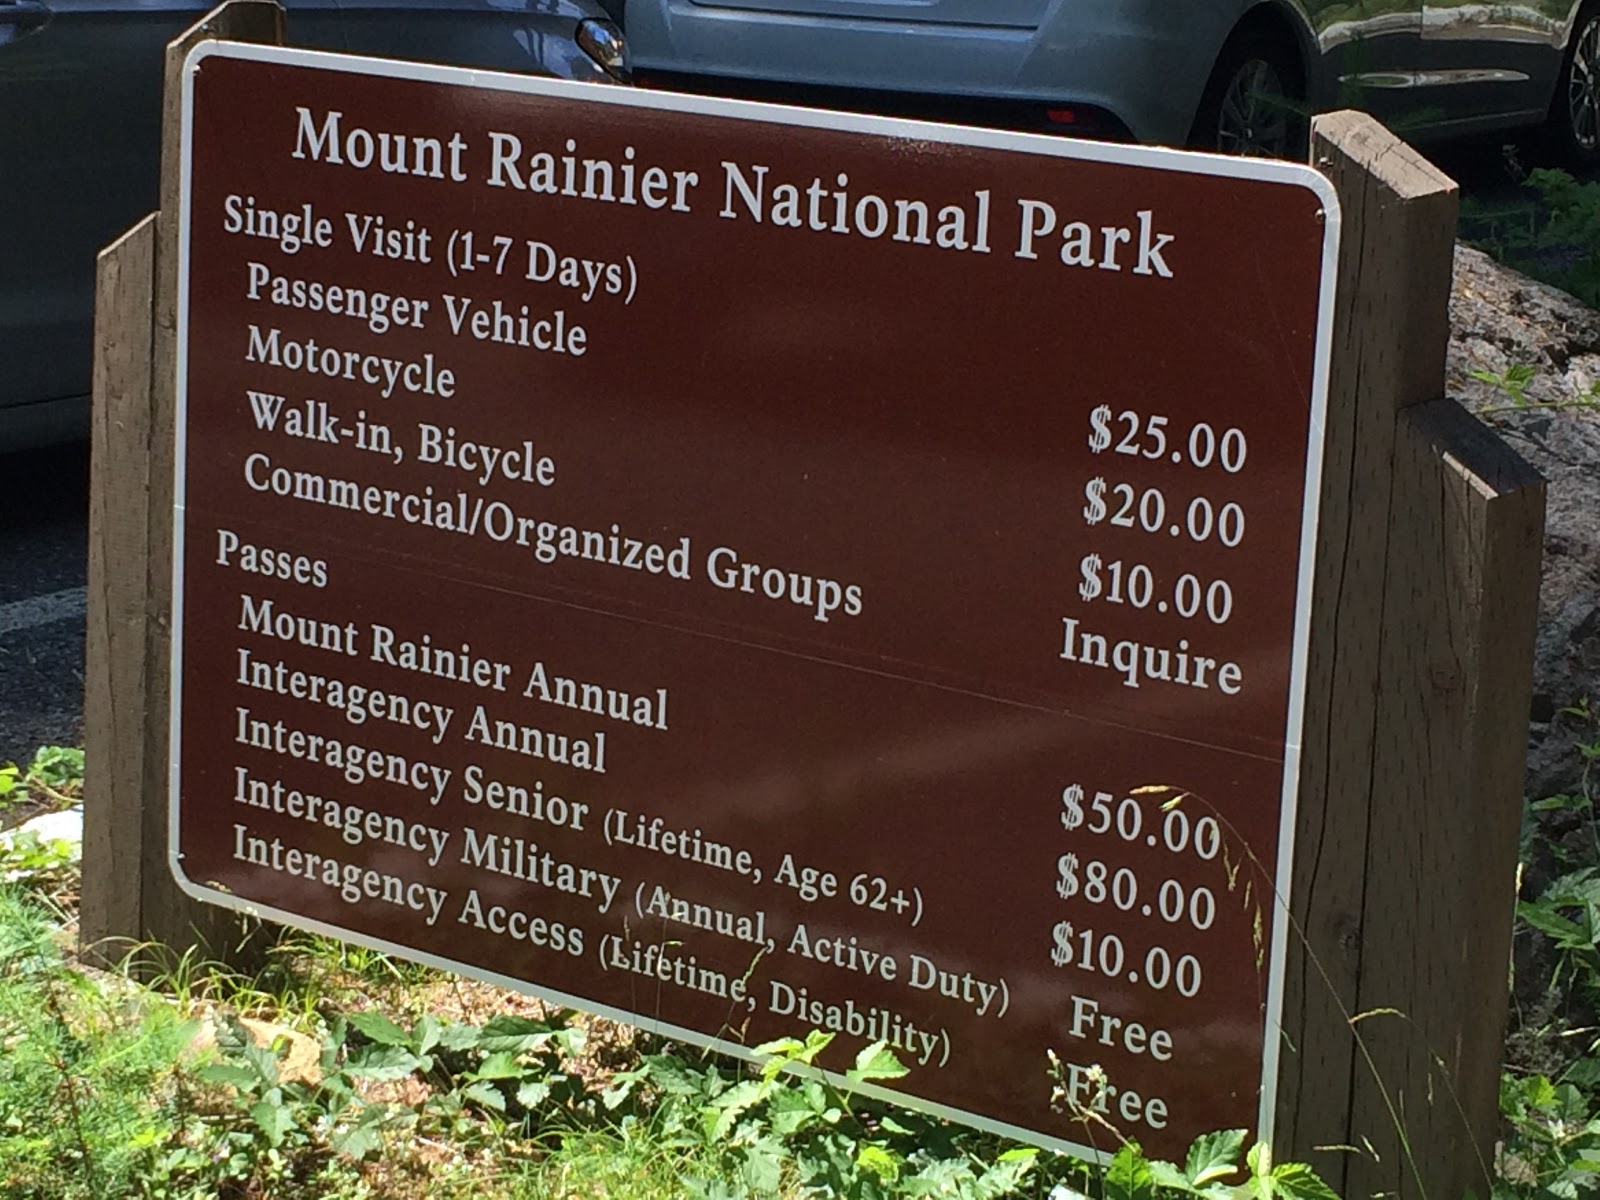 Mount Rainier National Park
Single Visit (1-7 Days)
Passenger Vehicle $25.00
Motorcycle $20.00
Walk-in, Bicycle $10.00
Commercial/Organized Groups Inquire
Passes
Mount Rainier Annual $50.00
Interagency Annual $80.00
Interagency Senior (Lifetime, Age 62+) $10.00
Interagency Military (Annual, Active Duty) Free
Interagency Access (Lifetime, Disability) Free